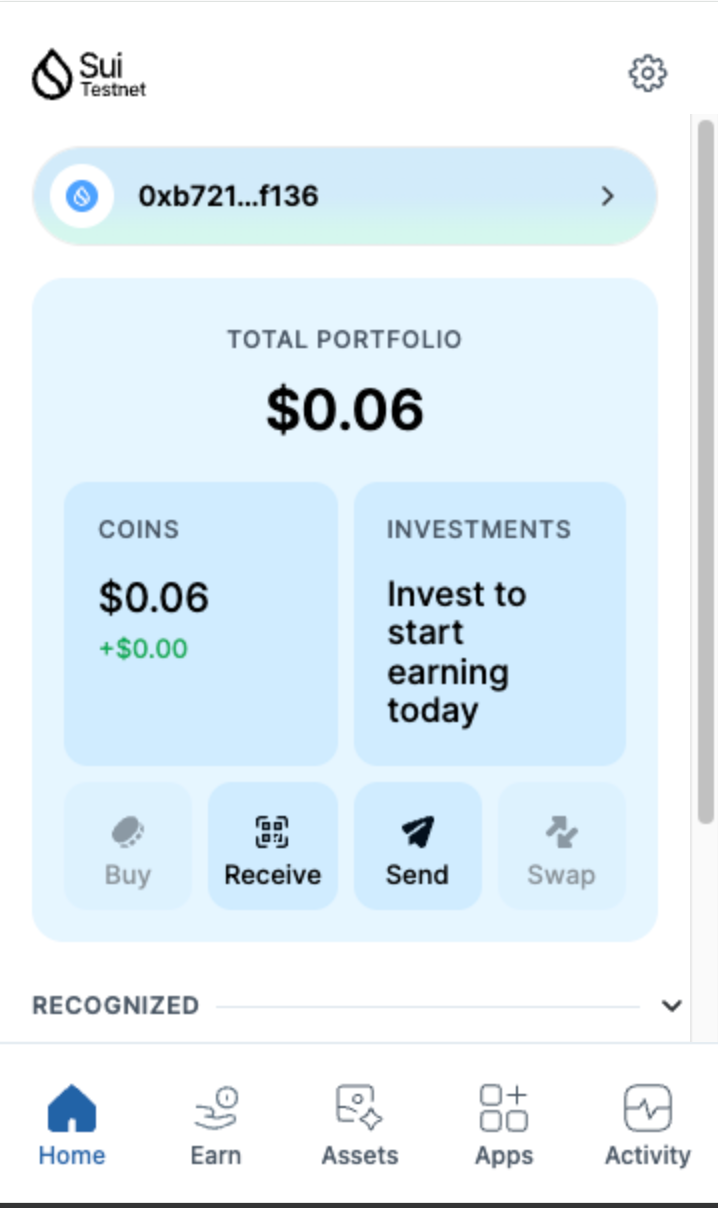 Sui
Testnet
0xb721...f136
TOTAL PORTFOLIO
$0.06
COINS
$0.06
+$0.00
INVESTMENTS
Invest to
start
earning
today
Buy
Receive
Send
Swap
RECOGNIZED
Home
Earn
Assets
Apps
Activity